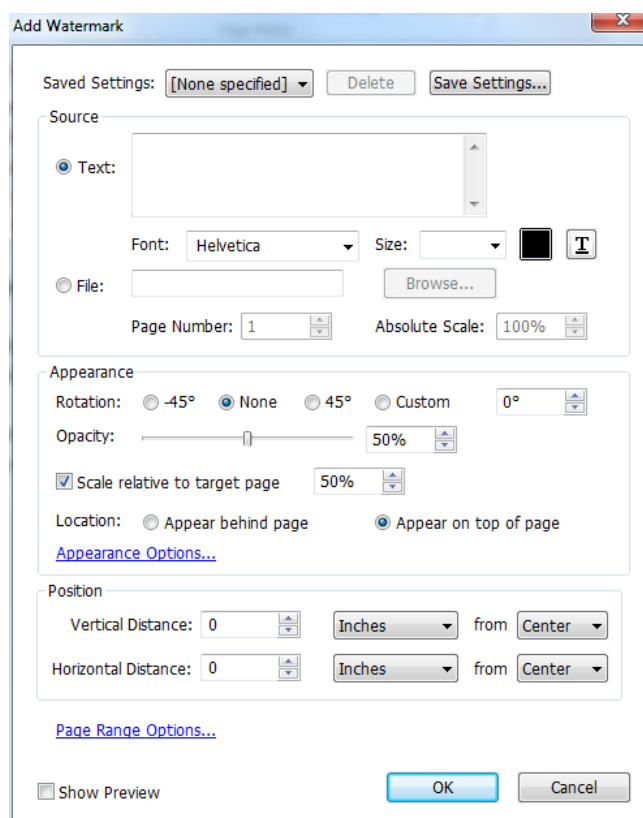 Add Watermark
Saved Settings: [None specified] Delete Save Settings...
Source
Text:
Font: Helvetica Size: T
File: Browse...
Page Number: 1 Absolute Scale: 100%
Appearance
Rotation: -45° None 45° Custom 0°
Opacity: 50%
Scale relative to target page 50%
Location: Appear behind page Appear on top of page
Appearance Options...
Position
Vertical Distance: 0 Inches from Center
Horizontal Distance: 0 Inches from Center
Page Range Options...
Show Preview OK Cancel